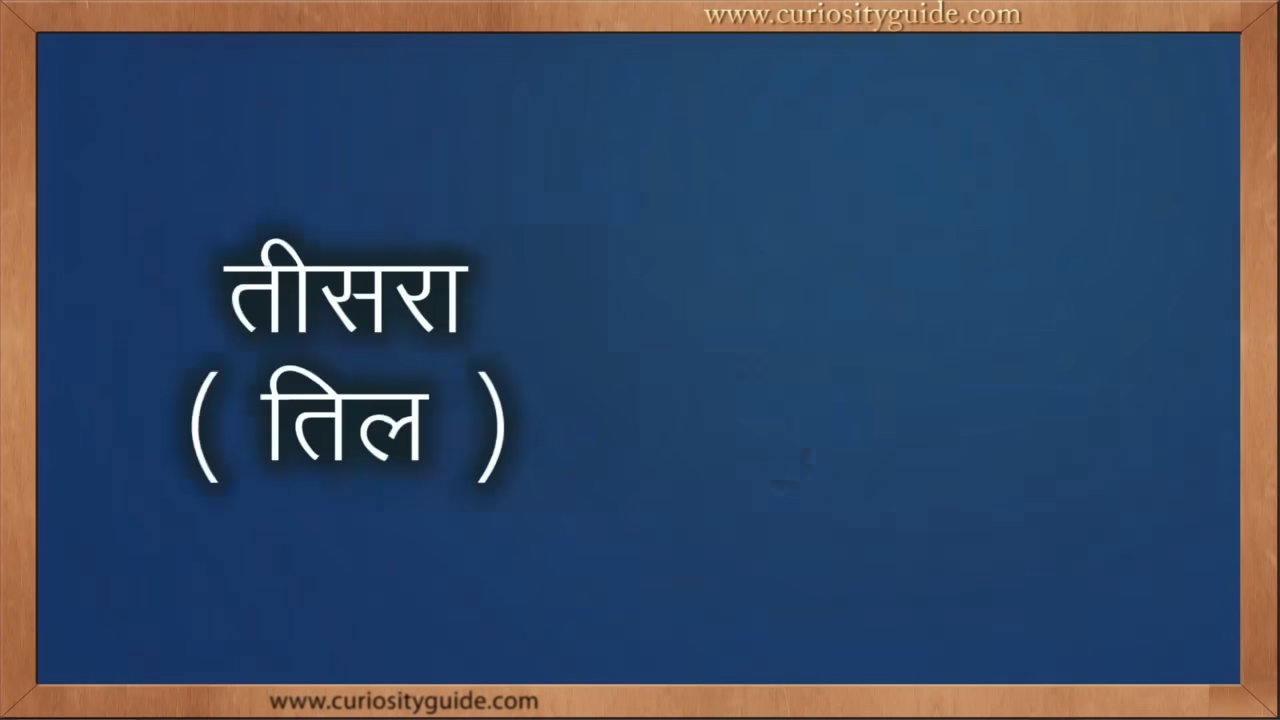 www.curiosityguide.com
तीसरा
( तिल )
www.curiosityguide.com